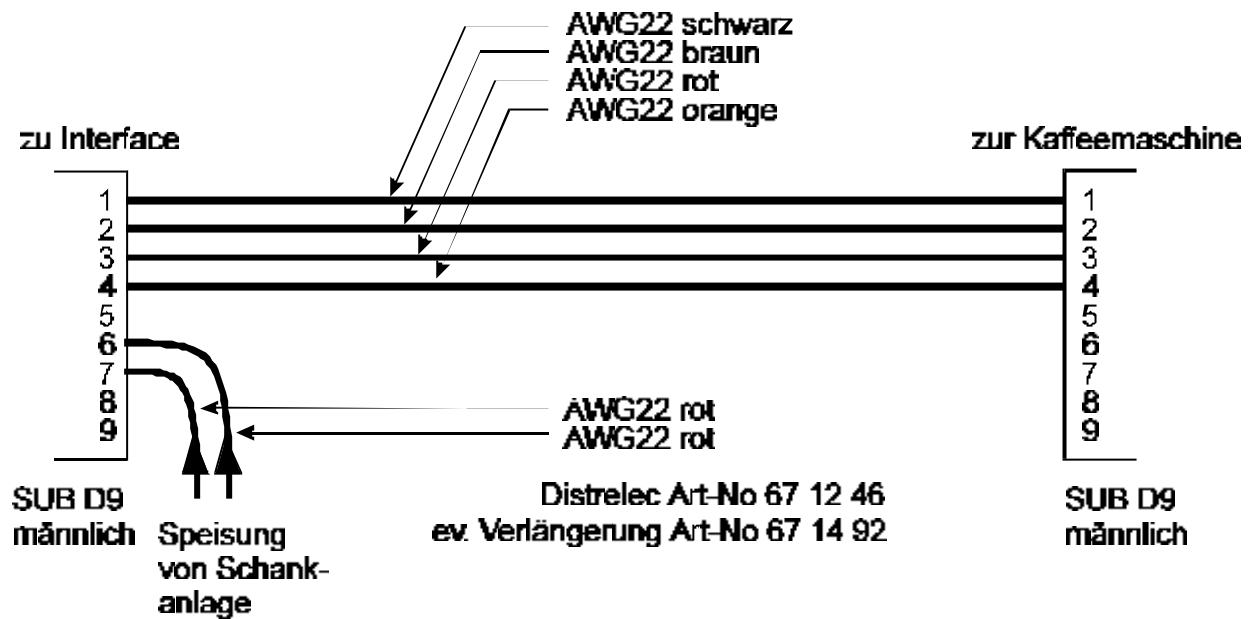 AWG22 schwarz
AWG22 braun
AWG22 rot
AWG22 orange
zu Interface
zur Kaffeemaschine
1
2
3
4
5
6
7
8
9
1
2
3
4
5
6
7
8
9
AWG22 rot
AWG22 rot
SUB D9
männlich
Speisung
von Schank-
anlage
Distrelec Art-No 67 12 46
ev. Verlängerung Art-No 67 14 92
SUB D9
männlich